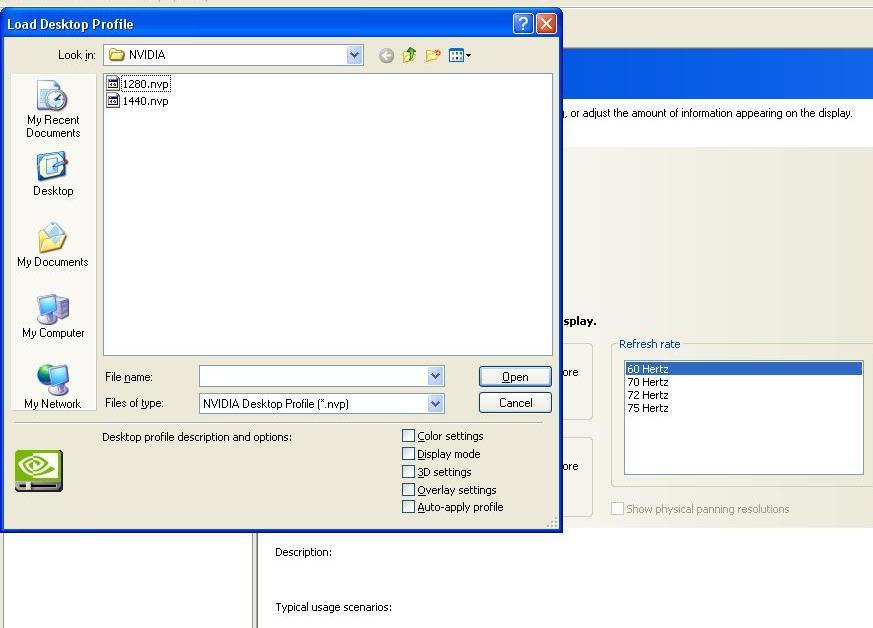 Load Desktop Profile
Look in: NVIDIA
1280.nvp
1440.nvp
My Recent
Documents
Desktop
My Documents
My Computer
My Network
File name:
Open
Files of type: NVIDIA Desktop Profile (*.nvp)
Cancel
Desktop profile description and options:
Color settings
Display mode
3D settings
Overlay settings
Auto-apply profile
, or adjust the amount of information appearing on the display.
splay.
ore
ore
Refresh rate
60 Hertz
70 Hertz
72 Hertz
75 Hertz
Show physical panning resolutions
Description:
Typical usage scenarios: